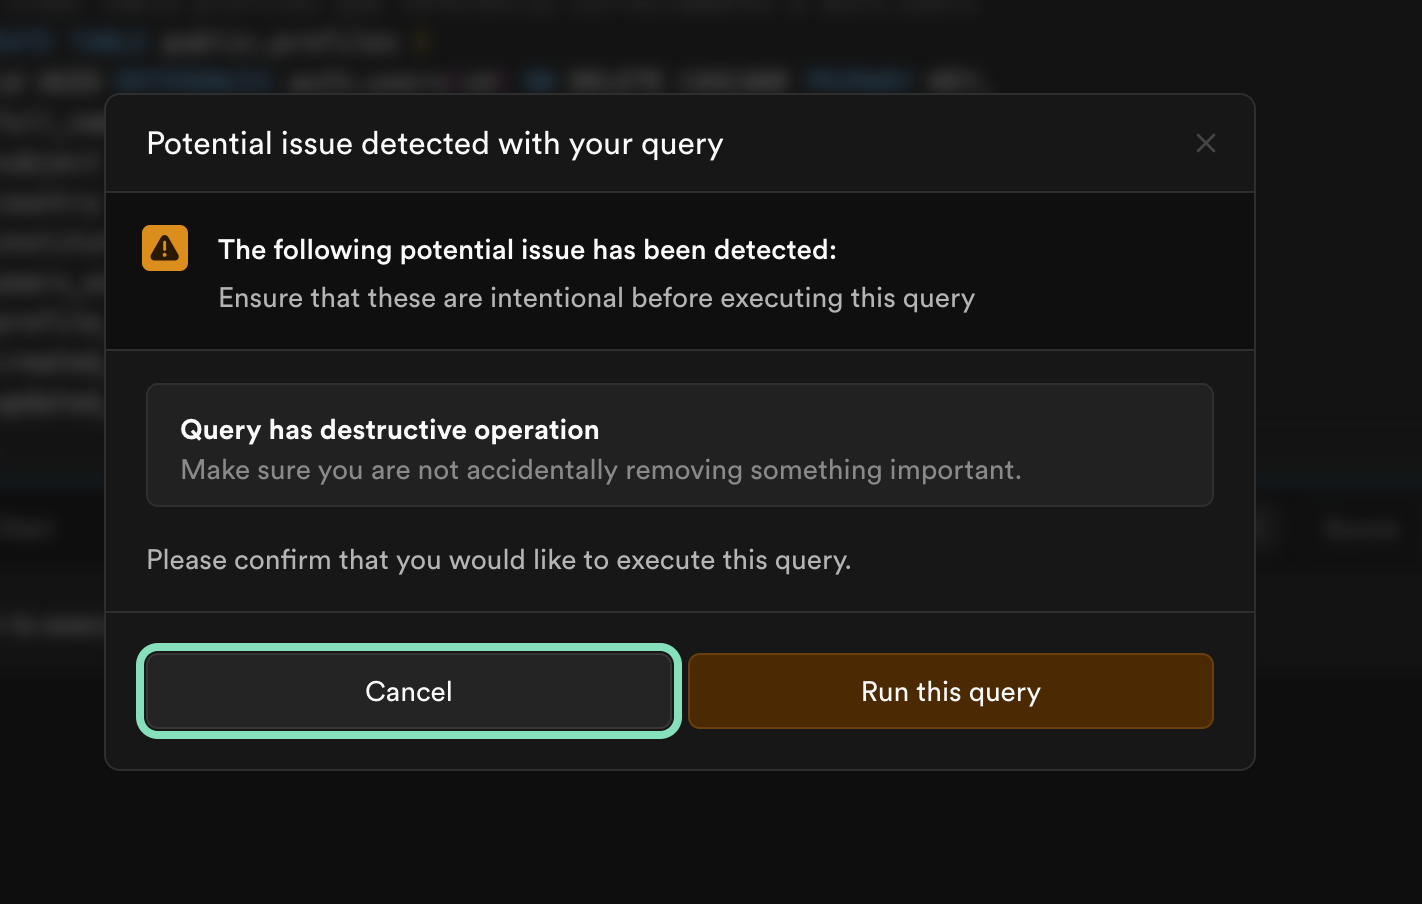 Potential issue detected with your query
The following potential issue has been detected:
Ensure that these are intentional before executing this query
Query has destructive operation
Make sure you are not accidentally removing something important.
Please confirm that you would like to execute this query.
Cancel
Run this query